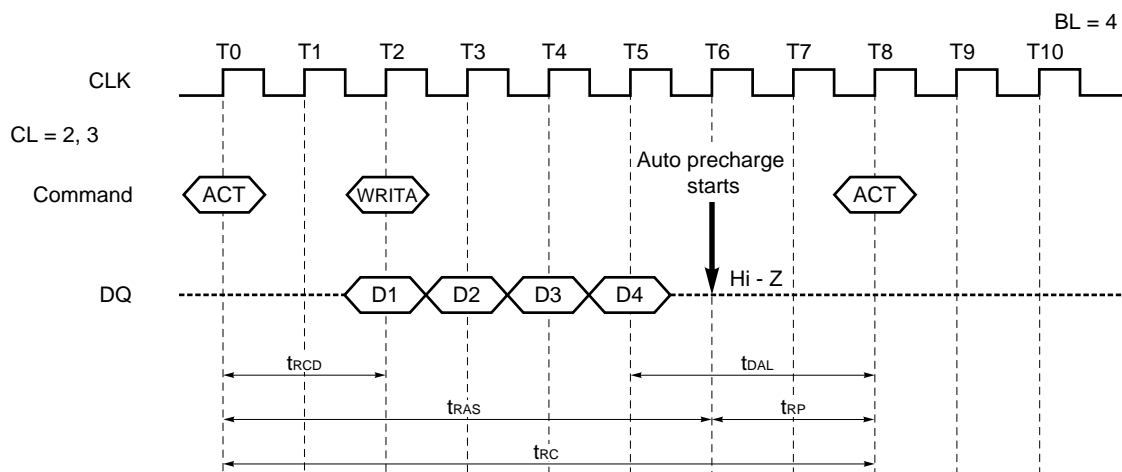 BL = 4
T0 T1 T2 T3 T4 T5 T6 T7 T8 T9 T10
CLK
CL = 2, 3
Auto precharge
starts
Command ACT WRITA ACT
Hi - Z
DQ D1 D2 D3 D4
tRCD tDAL
tRAS tRP
tRC